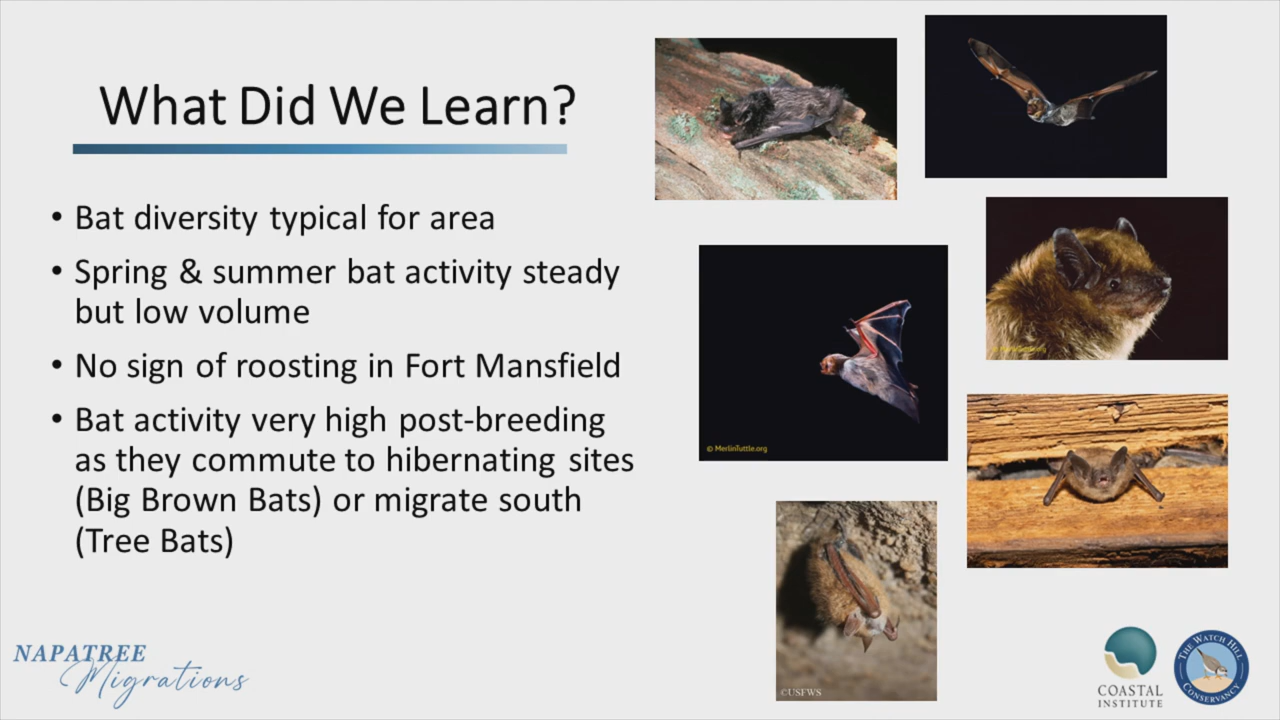 What Did We Learn?
• Bat diversity typical for area
• Spring & summer bat activity steady
but low volume
• No sign of roosting in Fort Mansfield
• Bat activity very high post-breeding
as they commute to hibernating sites
(Big Brown Bats) or migrate south
(Tree Bats)
© MerlinTuttle.org
©USFWS
NAPATREE
Migrations
COASTAL
INSTITUTE
THE WATCH HILL
CONSERVANCY